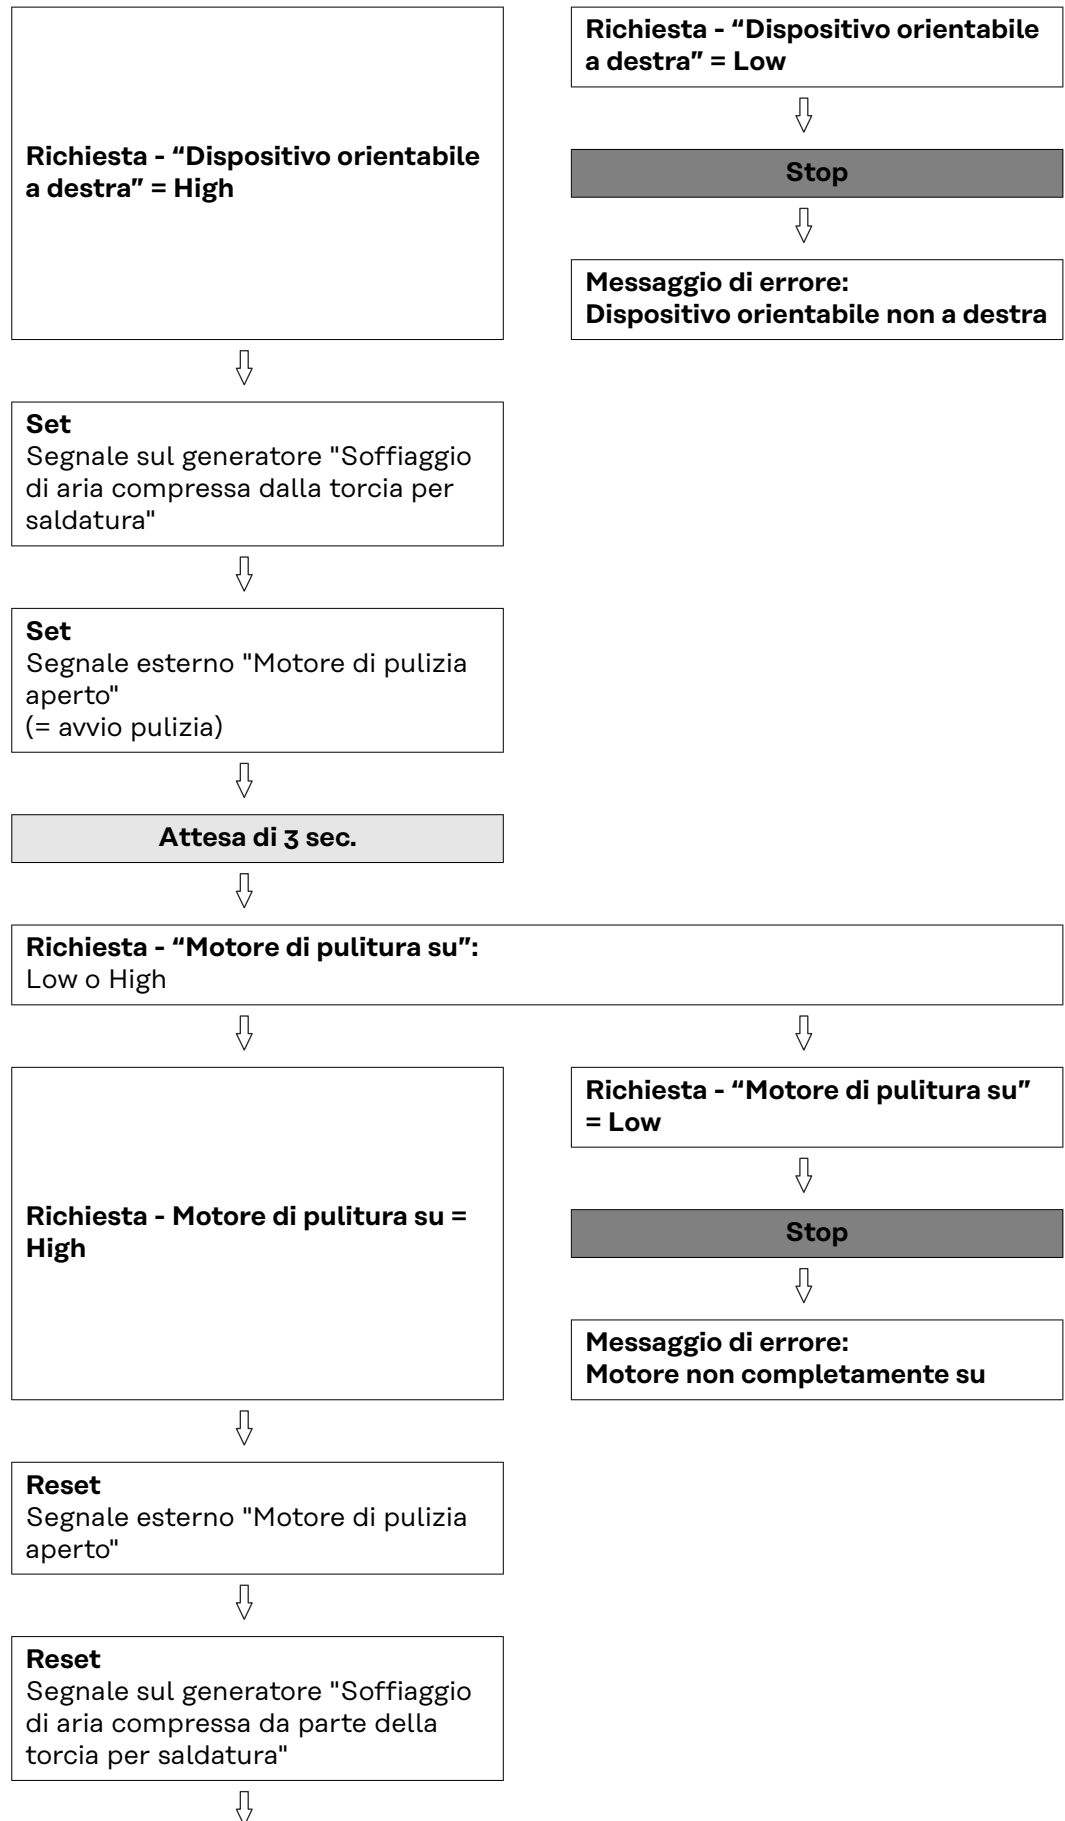 Richiesta - “Dispositivo orientabile
a destra” = High
Richiesta - “Dispositivo orientabile
a destra” = Low
Stop
Messaggio di errore:
Dispositivo orientabile non a destra
Set
Segnale sul generatore "Soffiaggio
di aria compressa dalla torcia per
saldatura"
Set
Segnale esterno "Motore di pulizia
aperto"
(= avvio pulizia)
Attesa di 3 sec.
Richiesta - “Motore di pulitura su”:
Low o High
Richiesta - Motore di pulitura su =
High
Richiesta - “Motore di pulitura su”
= Low
Stop
Messaggio di errore:
Motore non completamente su
Reset
Segnale esterno "Motore di pulizia
aperto"
Reset
Segnale sul generatore "Soffiaggio
di aria compressa da parte della
torcia per saldatura"